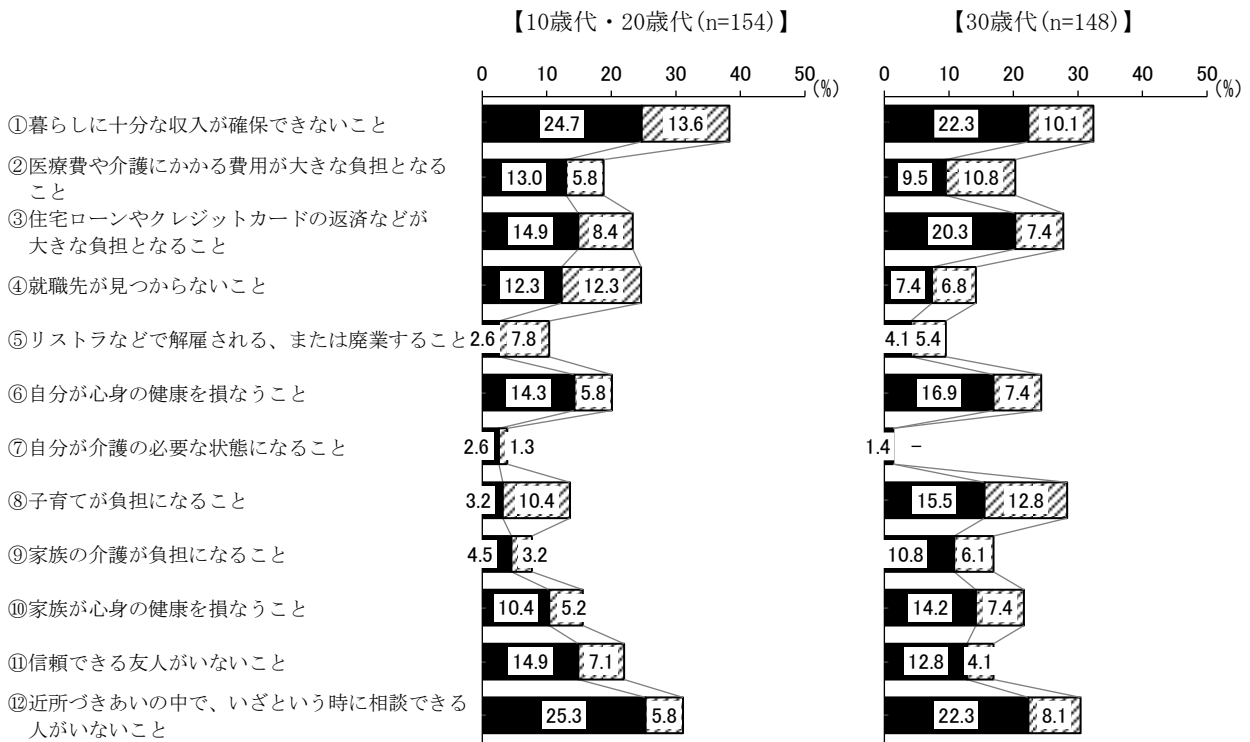 【10歳代・20歳代(n=154)】 【30歳代(n=148)】
0 10 20 30 40 50 (%) 0 10 20 30 40 50 (%)
①暮らしに十分な収入が確保できないこと 24.7 13.6 22.3 10.1
②医療費や介護にかかる費用が大きな負担となる
こと 13.0 5.8 9.5 10.8
③住宅ローンやクレジットカードの返済などが
大きな負担となること 14.9 8.4 20.3 7.4
④就職先が見つからないこと 12.3 12.3 7.4 6.8
⑤リストラなどで解雇される、または廃業すること 2.6 7.8 4.1 5.4
⑥自分が心身の健康を損なうこと 14.3 5.8 16.9 7.4
⑦自分が介護の必要な状態になること 2.6 1.3 1.4 −
⑧子育てが負担になること 3.2 10.4 15.5 12.8
⑨家族の介護が負担になること 4.5 3.2 10.8 6.1
⑩家族が心身の健康を損なうこと 10.4 5.2 14.2 7.4
⑪信頼できる友人がいないこと 14.9 7.1 12.8 4.1
⑫近所づきあいの中で、いざという時に相談できる
人がいないこと 25.3 5.8 22.3 8.1